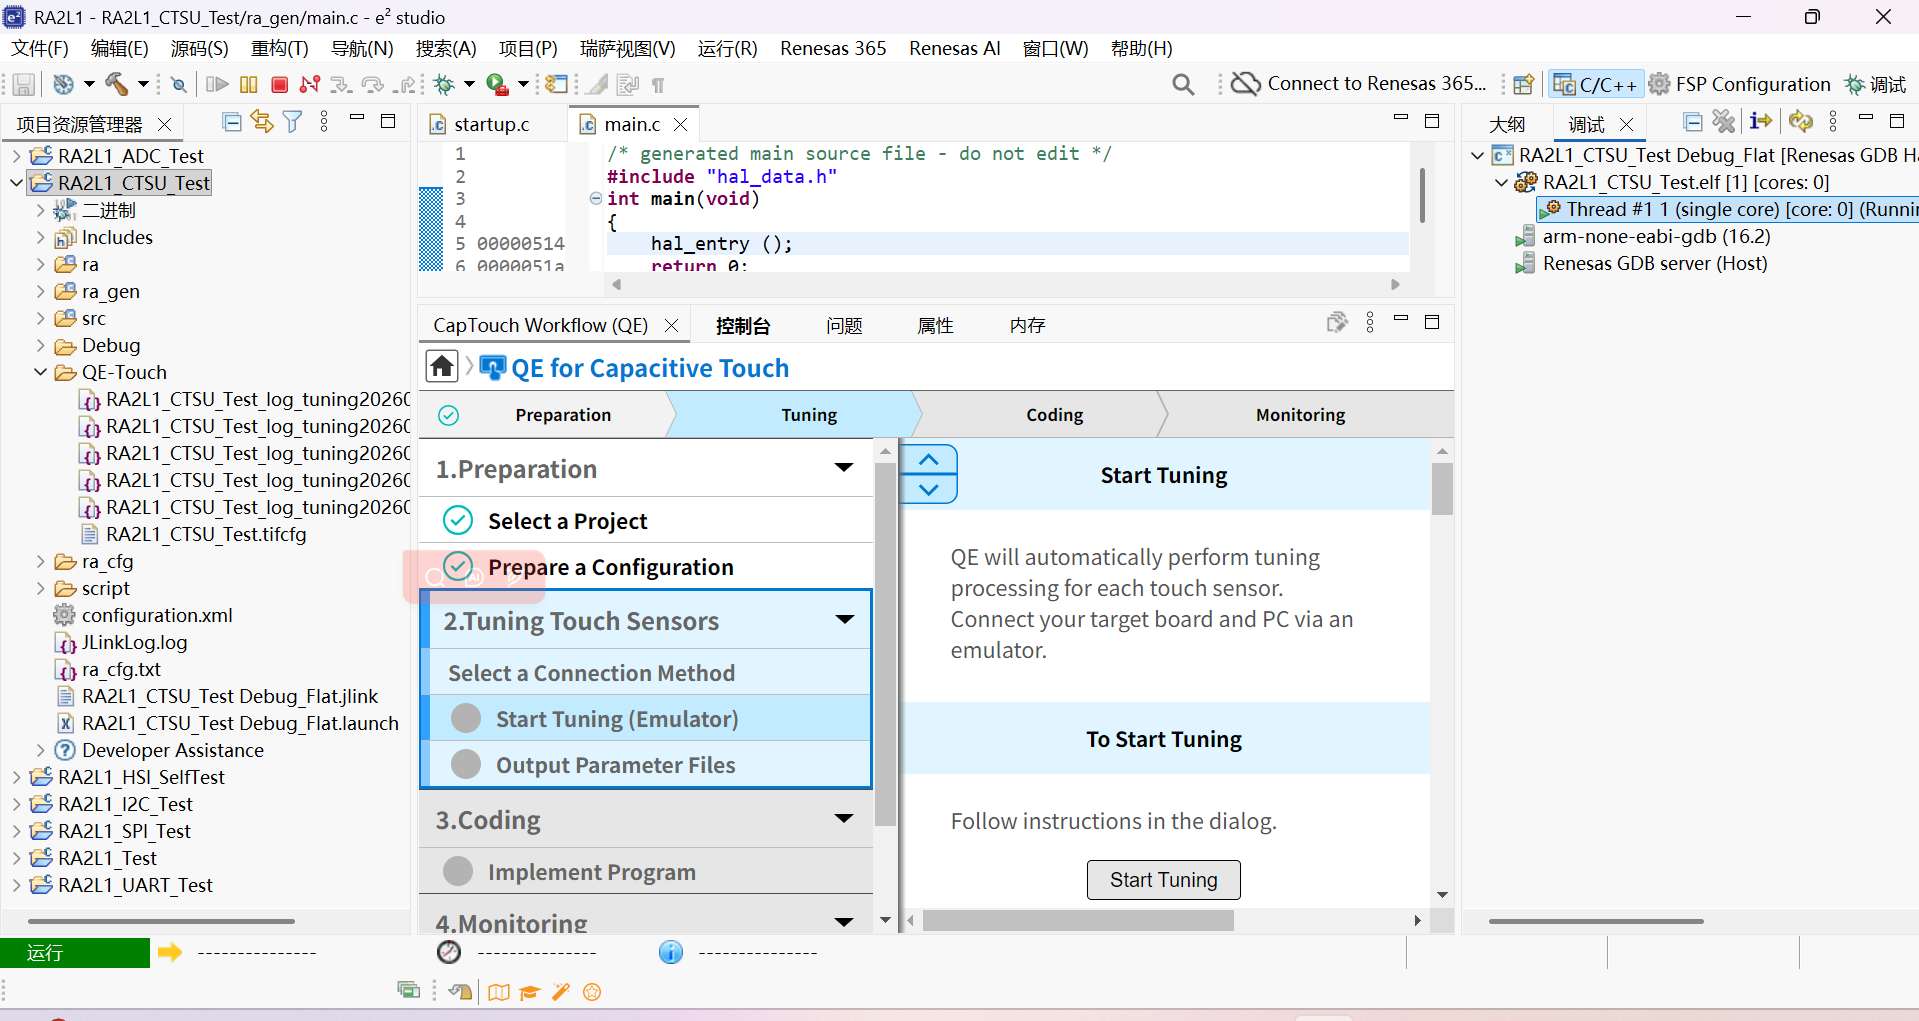 RA2L1 - RA2L1_CTSU_Test/ra_gen/main.c - e² studio
文件(F) 编辑(E) 源码(S) 重构(T) 导航(N) 搜索(A) 项目(P) 瑞萨视图(V) 运行(R) Renesas 365 Renesas AI 窗口(W) 帮助(H)
Connect to Renesas 365... C/C++ FSP Configuration 调试
项目资源管理器
RA2L1_ADC_Test
RA2L1_CTSU_Test
二进制
Includes
ra
ra_gen
src
Debug
QE-Touch
RA2L1_CTSU_Test_log_tuning2026
RA2L1_CTSU_Test_log_tuning2026
RA2L1_CTSU_Test_log_tuning2026
RA2L1_CTSU_Test_log_tuning2026
RA2L1_CTSU_Test_log_tuning2026
RA2L1_CTSU_Test.tifcfg
ra_cfg
script
configuration.xml
JLinkLog.log
ra_cfg.txt
RA2L1_CTSU_Test Debug_Flat.jlink
RA2L1_CTSU_Test Debug_Flat.launch
Developer Assistance
RA2L1_HSI_SelfTest
RA2L1_I2C_Test
RA2L1_SPI_Test
RA2L1_Test
RA2L1_UART_Test
startup.c main.c
1 /* generated main source file - do not edit */
2 #include "hal_data.h"
3 int main(void)
4 {
5 00000514 hal_entry ();
6 0000051a return 0;
CapTouch Workflow (QE) 控制台 问题 属性 内存
QE for Capacitive Touch
Preparation Tuning Coding Monitoring
1.Preparation
Select a Project
Prepare a Configuration
2.Tuning Touch Sensors
Select a Connection Method
Start Tuning (Emulator)
Output Parameter Files
3.Coding
Implement Program
4.Monitoring
Start Tuning
QE will automatically perform tuning
processing for each touch sensor.
Connect your target board and PC via an
emulator.
To Start Tuning
Follow instructions in the dialog.
Start Tuning
大纲 调试
RA2L1_CTSU_Test Debug_Flat [Renesas GDB
RA2L1_CTSU_Test.elf [1] [cores: 0]
Thread #1 1 (single core) [core: 0]
arm-none-eabi-gdb (16.2)
Renesas GDB server (Host)
运行 --------------- --------------- ---------------